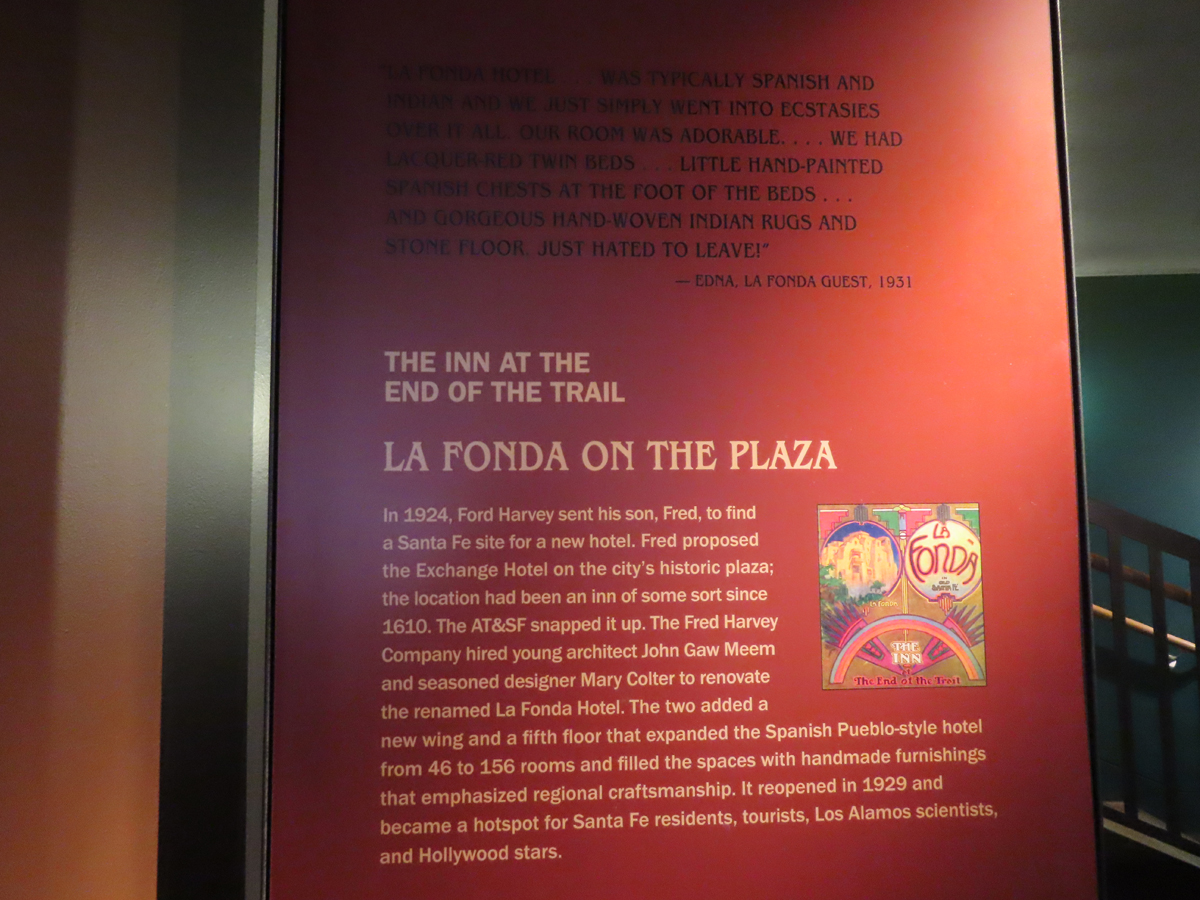 "LA FONDA HOTEL . . . WAS TYPICALLY SPANISH AND
INDIAN AND WE JUST SIMPLY WENT INTO ECSTASIES
OVER IT ALL. OUR ROOM WAS ADORABLE. . . . WE HAD
LACQUER-RED TWIN BEDS . . . LITTLE HAND-PAINTED
SPANISH CHESTS AT THE FOOT OF THE BEDS . . .
AND GORGEOUS HAND-WOVEN INDIAN RUGS AND
STONE FLOOR. JUST HATED TO LEAVE!"
— EDNA, LA FONDA GUEST, 1931
THE INN AT THE
END OF THE TRAIL
LA FONDA ON THE PLAZA
In 1924, Ford Harvey sent his son, Fred, to find
a Santa Fe site for a new hotel. Fred proposed
the Exchange Hotel on the city's historic plaza;
the location had been an inn of some sort since
1610. The AT&SF snapped it up. The Fred Harvey
Company hired young architect John Gaw Meem
and seasoned designer Mary Colter to renovate
the renamed La Fonda Hotel. The two added a
new wing and a fifth floor that expanded the Spanish Pueblo-style hotel
from 46 to 156 rooms and filled the spaces with handmade furnishings
that emphasized regional craftsmanship. It reopened in 1929 and
became a hotspot for Santa Fe residents, tourists, Los Alamos scientists,
and Hollywood stars.
LA
FONDA
SANTA FE
La Fonda
THE
INN
The End of the Trail